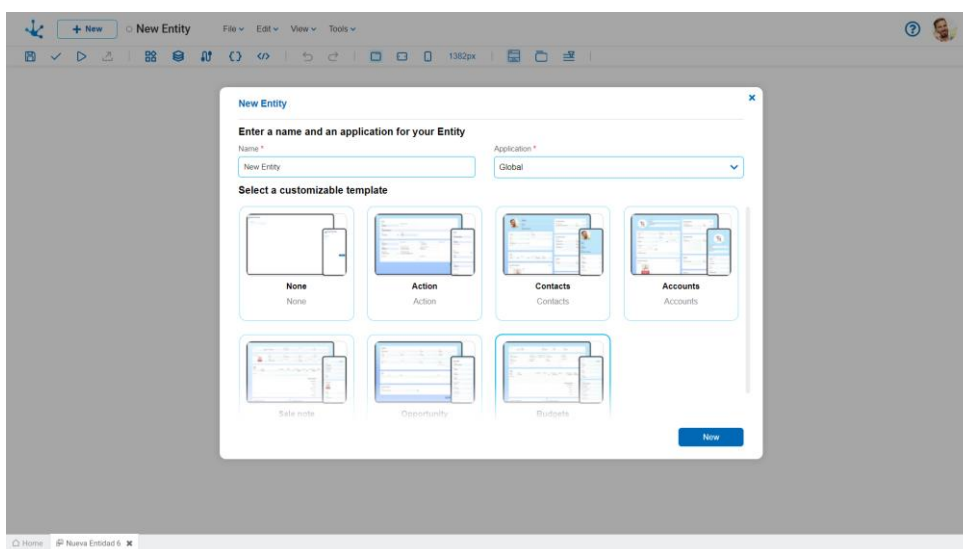 + New
New Entity
File Edit View Tools
1382px
New Entity
Enter a name and an application for your Entity
Name *
Application *
New Entity
Global
Select a customizable template
None
None
Action
Action
Contacts
Contacts
Accounts
Accounts
Sale note
Opportunity
Budgets
New
Home
Nueva Entidad 6